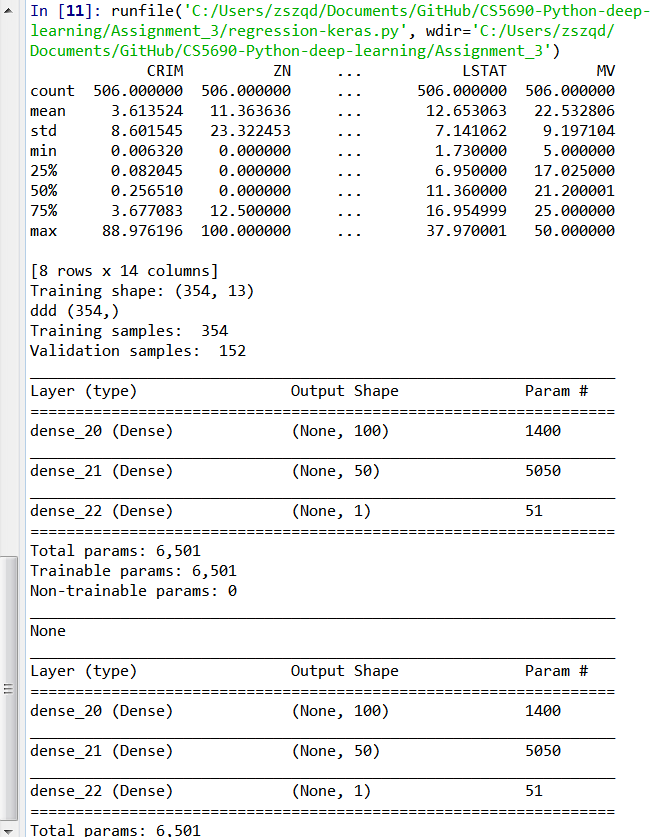 In [11]: runfile('C:/Users/zszqd/Documents/GitHub/CS5690-Python-deep-
learning/Assignment_3/regression-keras.py', wdir='C:/Users/zszqd/
Documents/GitHub/CS5690-Python-deep-learning/Assignment_3')
CRIM ZN ... LSTAT MV
count 506.000000 506.000000 ... 506.000000 506.000000
mean 3.613524 11.363636 ... 12.653063 22.532806
std 8.601545 23.322453 ... 7.141062 9.197104
min 0.006320 0.000000 ... 1.730000 5.000000
25% 0.082045 0.000000 ... 6.950000 17.025000
50% 0.256510 0.000000 ... 11.360000 21.200001
75% 3.677083 12.500000 ... 16.954999 25.000000
max 88.976196 100.000000 ... 37.970001 50.000000
[8 rows x 14 columns]
Training shape: (354, 13)
ddd (354,)
Training samples: 354
Validation samples: 152
_________________________________________________________________
Layer (type) Output Shape Param #
=================================================================
dense_20 (Dense) (None, 100) 1400
_________________________________________________________________
dense_21 (Dense) (None, 50) 5050
_________________________________________________________________
dense_22 (Dense) (None, 1) 51
=================================================================
Total params: 6,501
Trainable params: 6,501
Non-trainable params: 0
_________________________________________________________________
None
_________________________________________________________________
Layer (type) Output Shape Param #
=================================================================
dense_20 (Dense) (None, 100) 1400
_________________________________________________________________
dense_21 (Dense) (None, 50) 5050
_________________________________________________________________
dense_22 (Dense) (None, 1) 51
=================================================================
Total params: 6,501